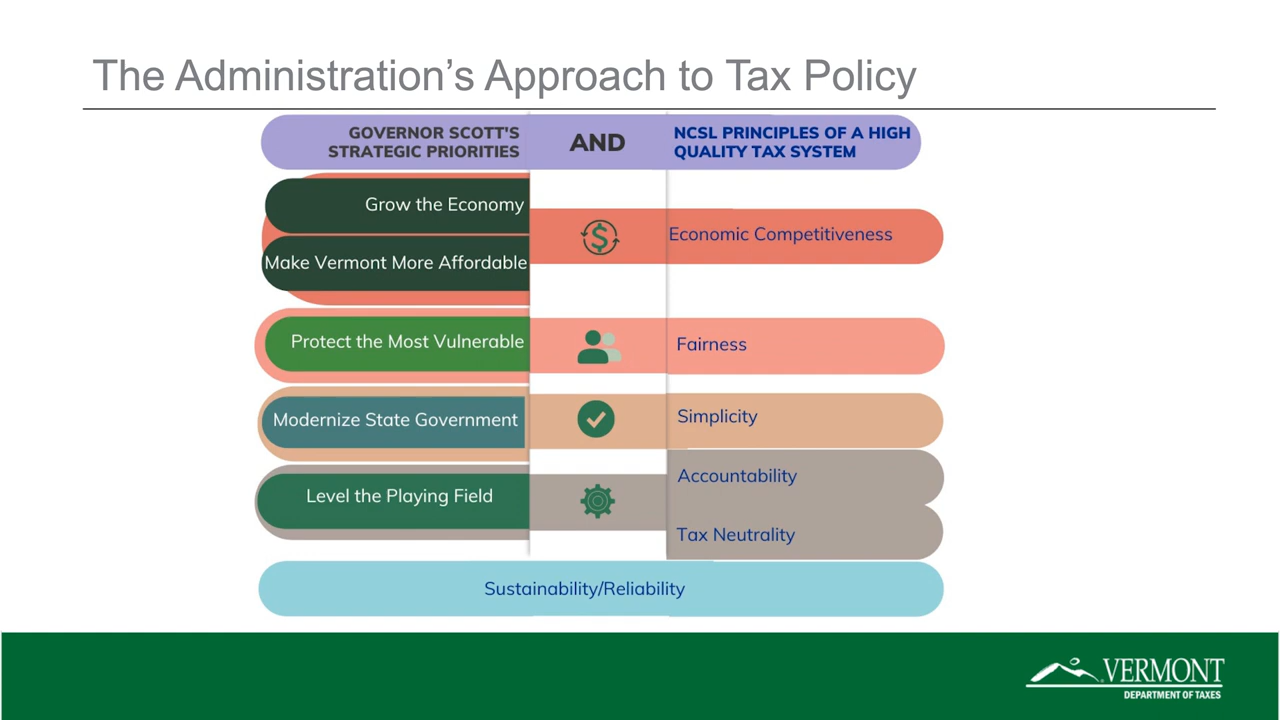 The Administration’s Approach to Tax Policy
GOVERNOR SCOTT'S
STRATEGIC PRIORITIES
AND
NCSL PRINCIPLES OF A HIGH
QUALITY TAX SYSTEM
Grow the Economy
Make Vermont More Affordable
Economic Competitiveness
Protect the Most Vulnerable
Fairness
Modernize State Government
Simplicity
Level the Playing Field
Accountability
Tax Neutrality
Sustainability/Reliability
VERMONT
DEPARTMENT OF TAXES